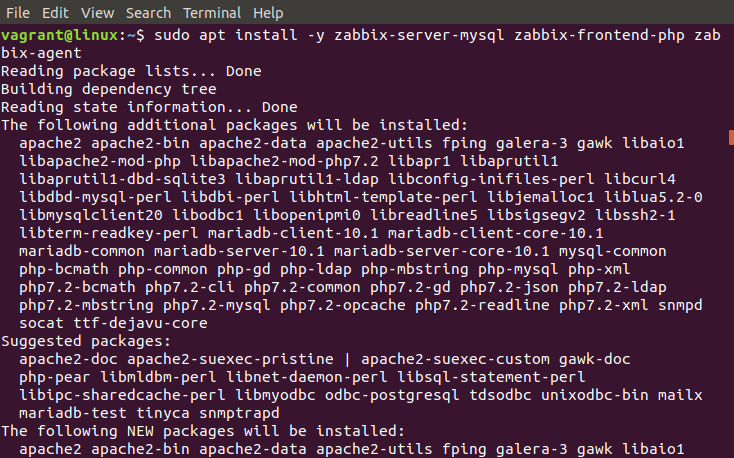 File Edit View Search Terminal Help
vagrant@linux:~$ sudo apt install -y zabbix-server-mysql zabbix-frontend-php zab
bix-agent
Reading package lists... Done
Building dependency tree
Reading state information... Done
The following additional packages will be installed:
  apache2 apache2-bin apache2-data apache2-utils fping galera-3 gawk libaio1
  libapache2-mod-php libapache2-mod-php7.2 libapr1 libaprutil1
  libaprutil1-dbd-sqlite3 libaprutil1-ldap libconfig-inifiles-perl libcurl4
  libdbd-mysql-perl libdbi-perl libhtml-template-perl libjemalloc1 liblua5.2-0
  libmysqlclient20 libodbc1 libopenipmi0 libreadline5 libsigsegv2 libssh2-1
  libterm-readkey-perl mariadb-client-10.1 mariadb-client-core-10.1
  mariadb-common mariadb-server-10.1 mariadb-server-core-10.1 mysql-common
  php-bcmath php-common php-gd php-ldap php-mbstring php-mysql php-xml
  php7.2-bcmath php7.2-cli php7.2-common php7.2-gd php7.2-json php7.2-ldap
  php7.2-mbstring php7.2-mysql php7.2-opcache php7.2-readline php7.2-xml snmpd
  socat ttf-dejavu-core
Suggested packages:
  apache2-doc apache2-suexec-pristine | apache2-suexec-custom gawk-doc
  php-pear libmldbm-perl libnet-daemon-perl libsql-statement-perl
  libipc-sharedcache-perl libmyodbc odbc-postgresql tdsodbc unixodbc-bin mailx
  mariadb-test tinyca snmptrapd
The following NEW packages will be installed:
  apache2 apache2-bin apache2-data apache2-utils fping galera-3 gawk libaio1